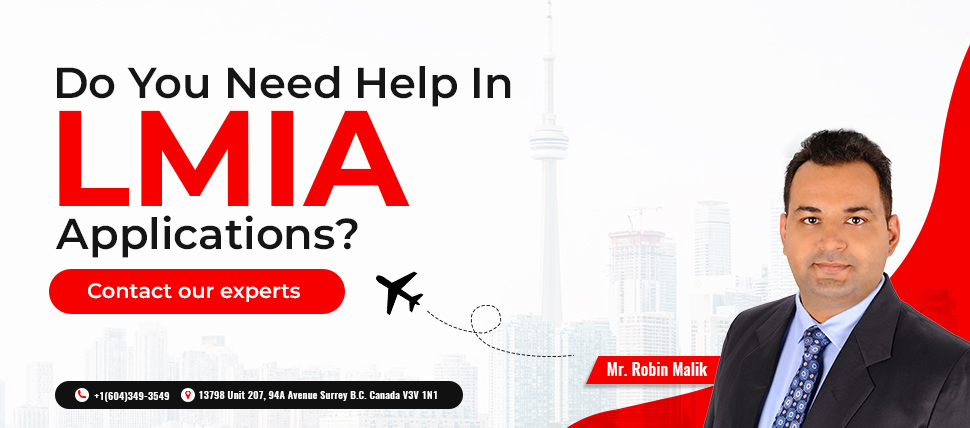 Do You Need Help In
LMIA
Applications?
Contact our experts
Mr. Robin Malik
+1(604)349-3549 13798 Unit 207, 94A Avenue Surrey B.C. Canada V3V 1N1